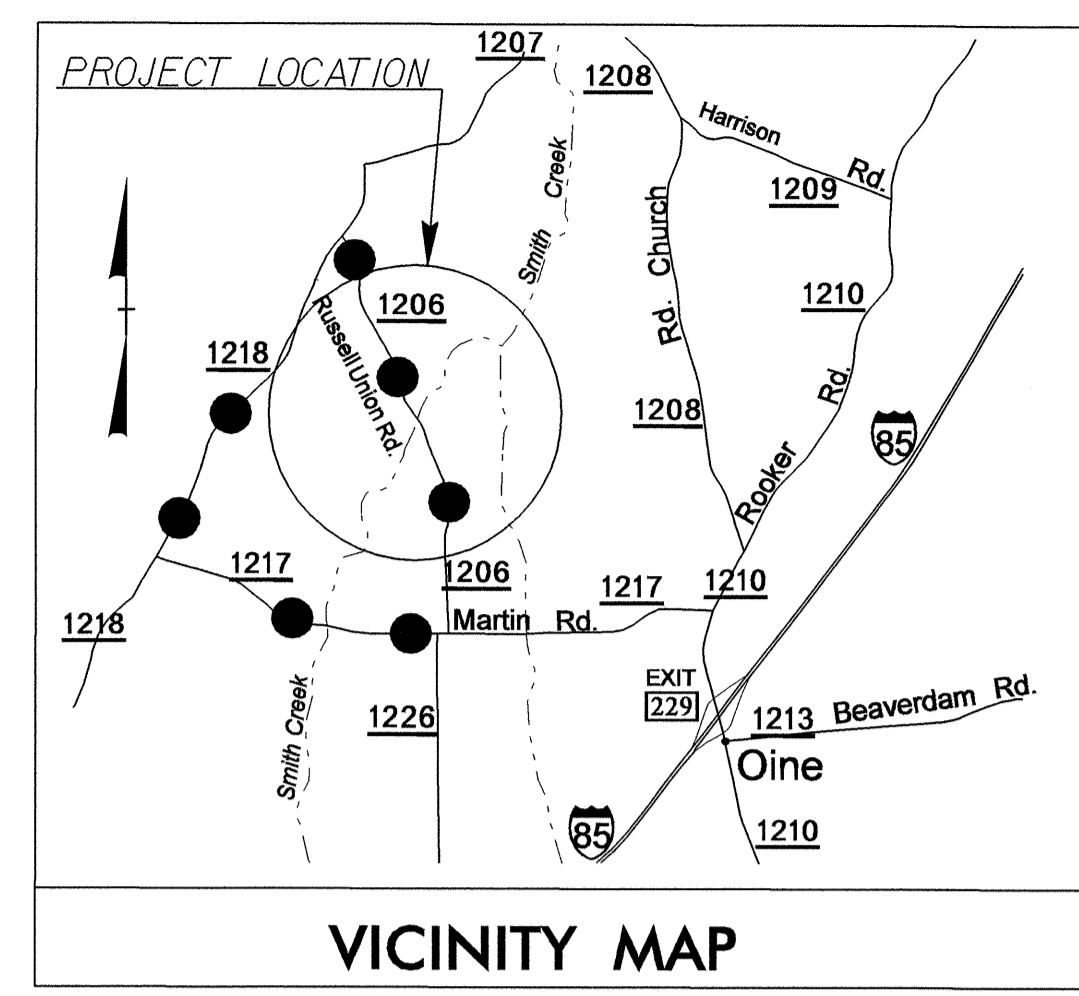 PROJECT LOCATION
1207
1208
Harrison Rd.
1209
Smith Creek
Rd. Church
1210
1206
Russell Union Rd.
1218
1208
Rd.
Rooker
85
1217
1206
1217
1210
1218
Martin Rd.
EXIT
229
1226
1213
Beaverdam Rd.
Smith Creek
Oine
85
1210
VICINITY MAP